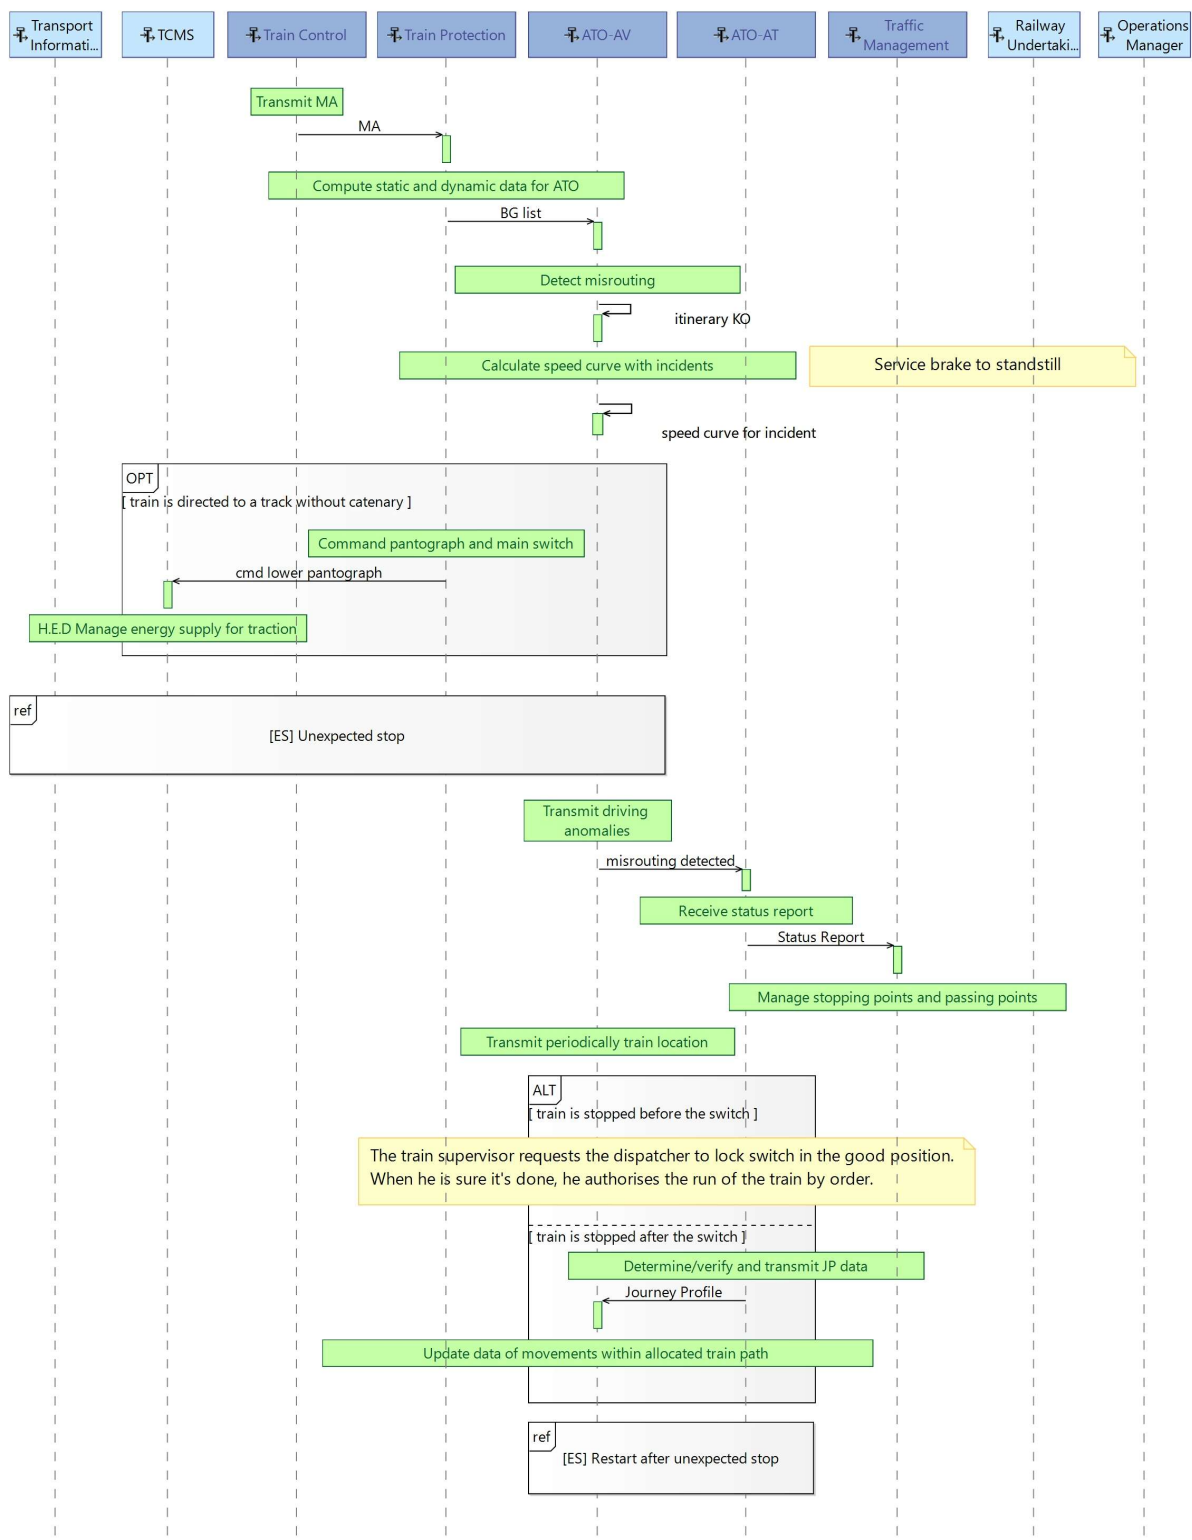 Transport
Informati...
TCMS
Train Control
Train Protection
ATO-AV
ATO-AT
Traffic
Management
Railway
Undertaki...
Operations
Manager
Transmit MA
MA
Compute static and dynamic data for ATO
BG list
Detect misrouting
itinerary KO
Calculate speed curve with incidents
Service brake to standstill
speed curve for incident
OPT
[ train is directed to a track without catenary ]
Command pantograph and main switch
cmd lower pantograph
H.E.D Manage energy supply for traction
ref
[ES] Unexpected stop
Transmit driving
anomalies
misrouting detected
Receive status report
Status Report
Manage stopping points and passing points
Transmit periodically train location
ALT
[ train is stopped before the switch ]
The train supervisor requests the dispatcher to lock switch in the good position.
When he is sure it's done, he authorises the run of the train by order.
[ train is stopped after the switch ]
Determine/verify and transmit JP data
Journey Profile
Update data of movements within allocated train path
ref
[ES] Restart after unexpected stop